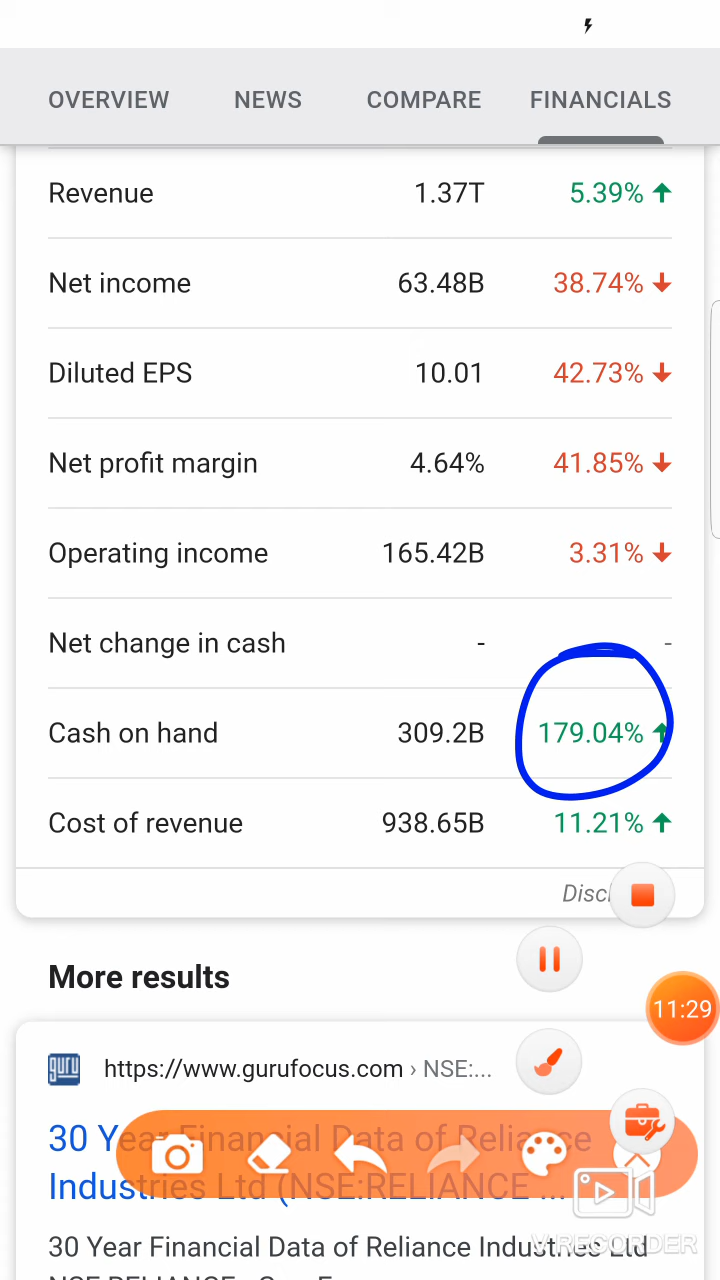 OVERVIEW NEWS COMPARE FINANCIALS
Revenue 1.37T 5.39%
Net income 63.48B 38.74%
Diluted EPS 10.01 42.73%
Net profit margin 4.64% 41.85%
Operating income 165.42B 3.31%
Net change in cash - -
Cash on hand 309.2B 179.04%
Cost of revenue 938.65B 11.21%
More results
11:29
guru https://www.gurufocus.com › NSE:...
30 Year Financial Data of Reliance
Industries Ltd (NSE:RELIANCE ...
30 Year Financial Data of Reliance Industries Ltd
VIRECORDER